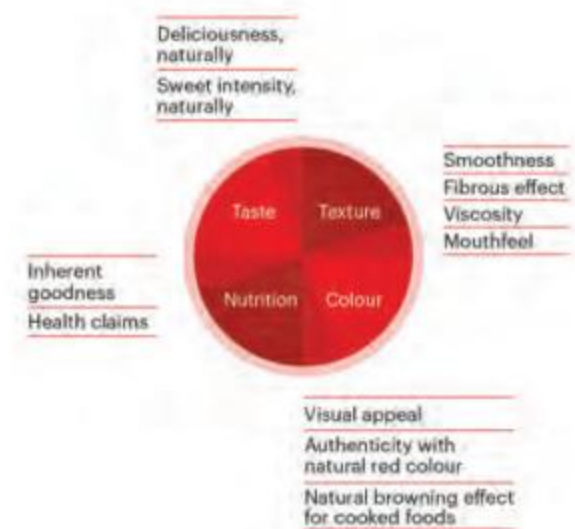 Deliciousness,
naturally
Sweet intensity,
naturally
Smoothness
Fibrous effect
Viscosity
Mouthfeel
Taste
Texture
Inherent
goodness
Health claims
Nutrition
Colour
Visual appeal
Authenticity with
natural red colour
Natural browning effect
for cooked foods